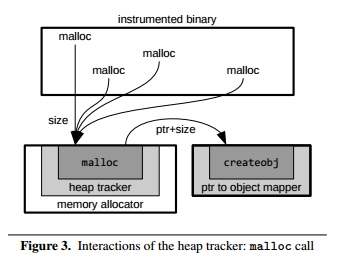 instrumented binary
malloc
malloc
malloc
malloc
size
ptr+size
malloc
createobj
heap tracker
ptr to object mapper
memory allocator
Figure 3. Interactions of the heap tracker: malloc call